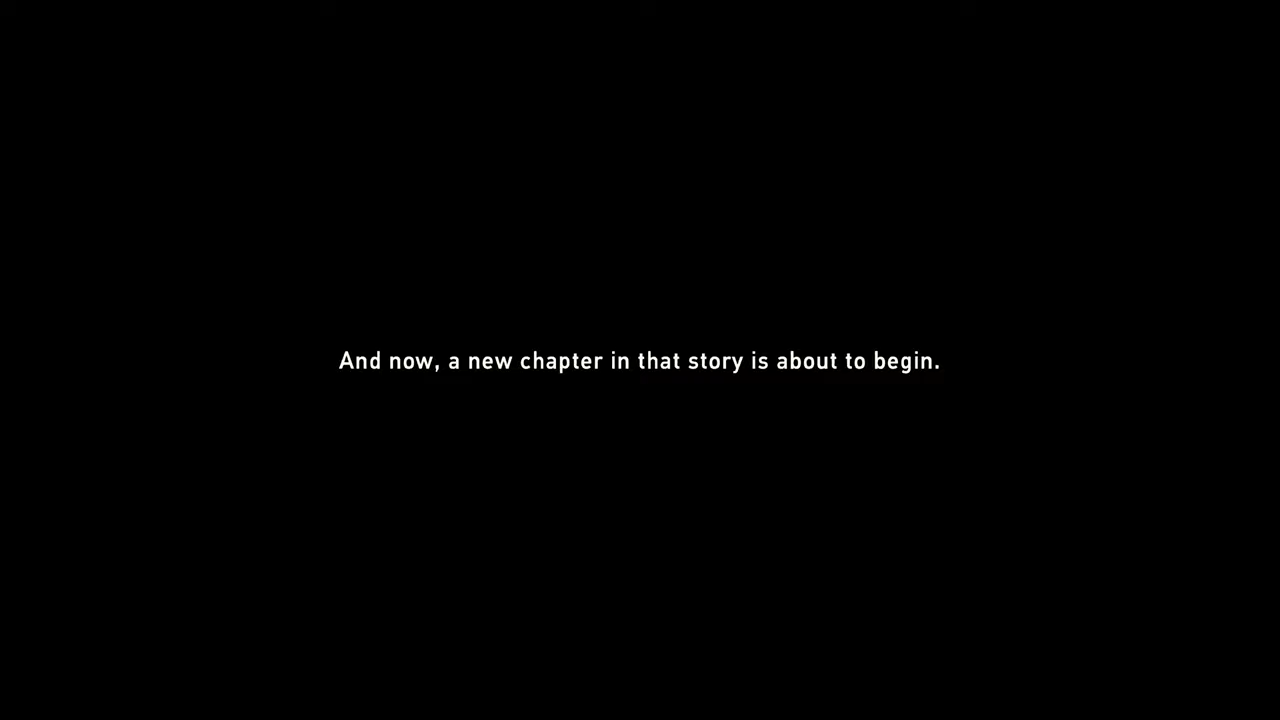 And now, a new chapter in that story is about to begin.